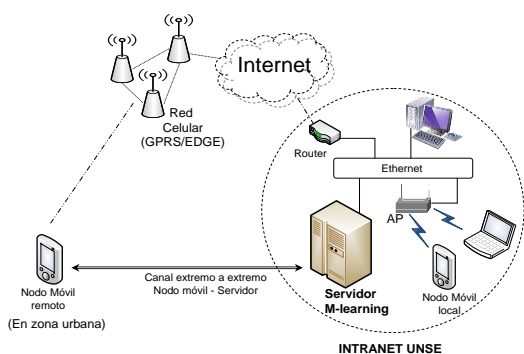 Internet
Red
Celular
(GPRS/EDGE)
Router
Ethernet
AP
Canal extremo a extremo
Nodo móvil - Servidor
Nodo Móvil
remoto
(En zona urbana)
Servidor
M-learning
Nodo Móvil
local
INTRANET UNSE